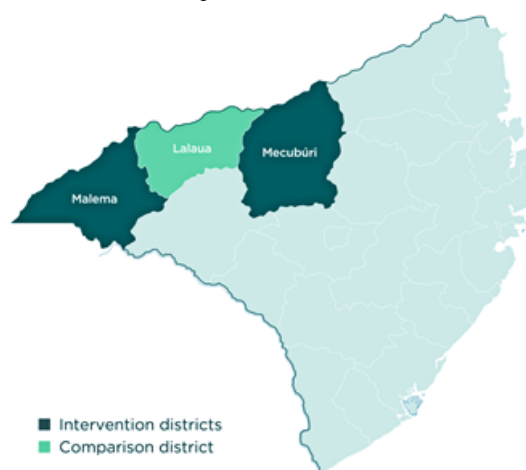 Lalaua
Mecubúri
Malema
Intervention districts
Comparison district